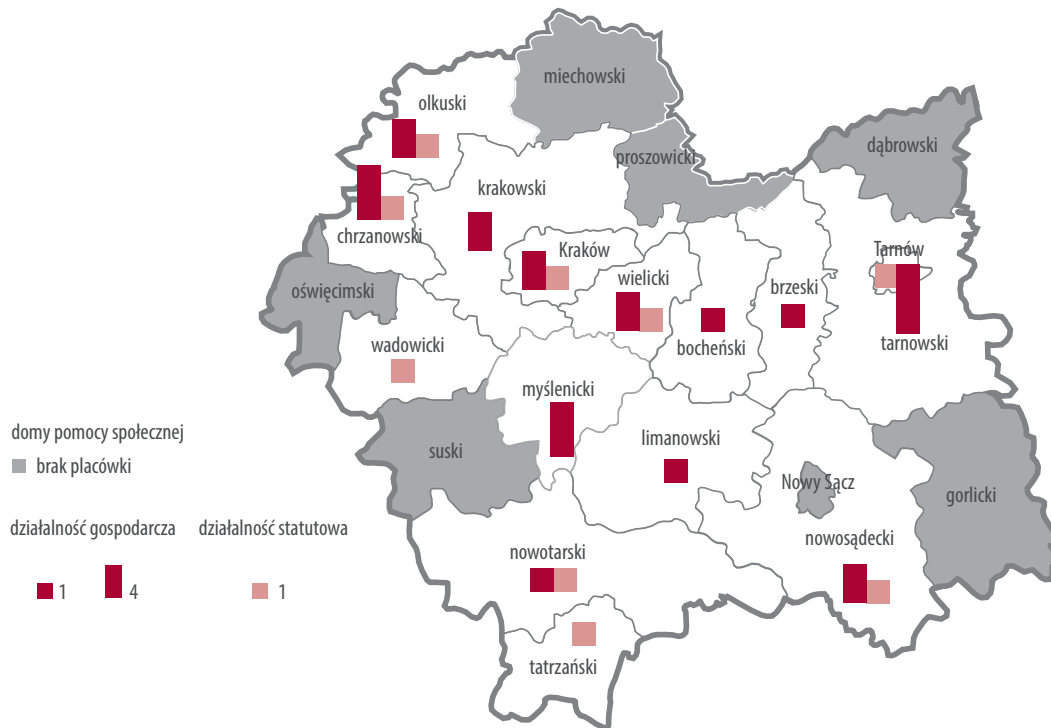 miechowski
olkuski
dąbrowski
proszowicki
krakowski
chrzanowski
Kraków
Tarnów
wielicki
brzeski
oświęcimski
wadowicki
bocheński
tarnowski
myślenicki
domy pomocy społecznej
limanowski
suski
brak placówki
Nowy Sącz
gorlicki
działalność gospodarcza
działalność statutowa
nowosądecki
nowotarski
1
4
1
tatrzański